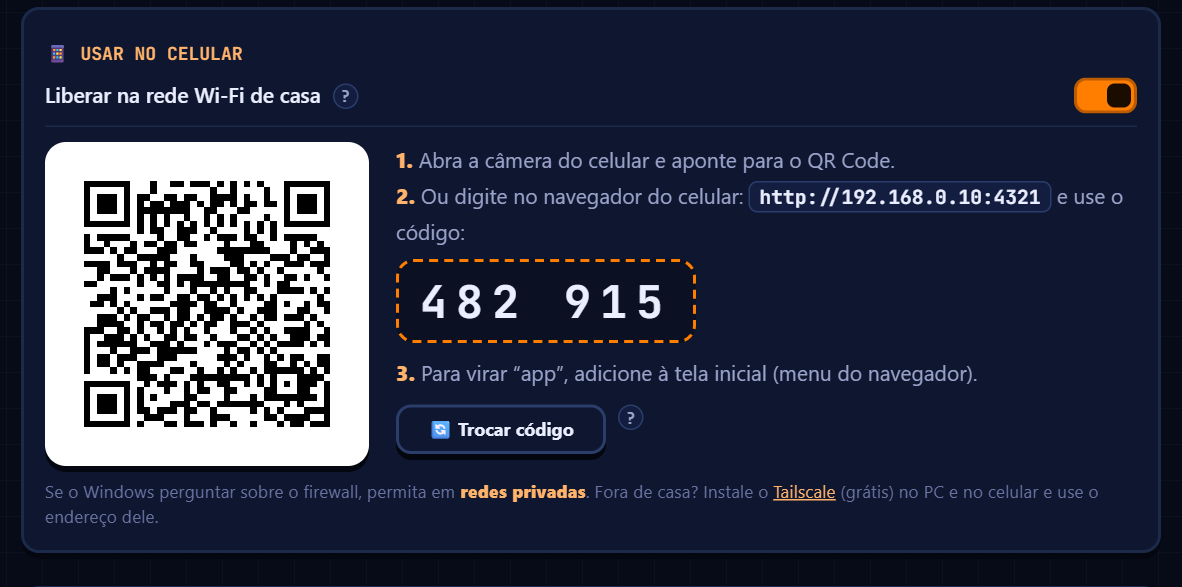 USAR NO CELULAR
Liberar na rede Wi-Fi de casa ?
1. Abra a câmera do celular e aponte para o QR Code.
2. Ou digite no navegador do celular: http://192.168.0.10:4321 e use o
código:
482 915
3. Para virar “app”, adicione à tela inicial (menu do navegador).
Trocar código ?
Se o Windows perguntar sobre o firewall, permita em redes privadas. Fora de casa? Instale o Tailscale (grátis) no PC e no celular e use o
endereço dele.